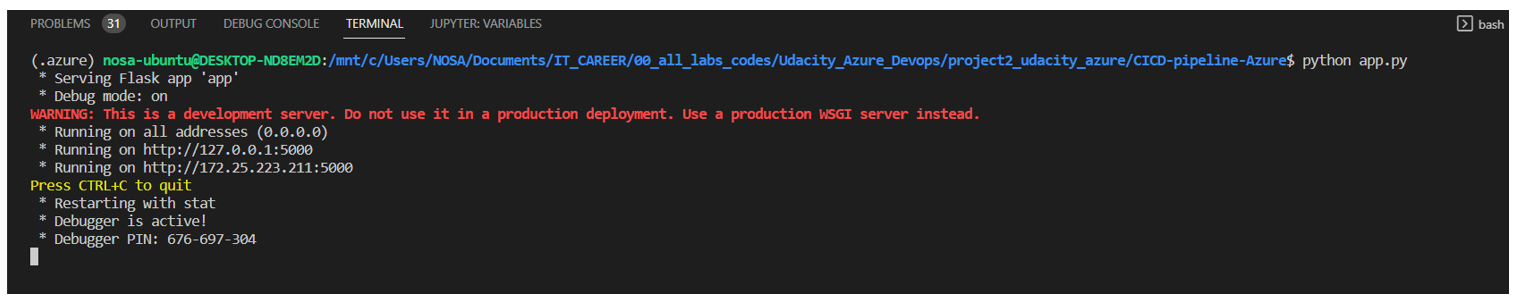 PROBLEMS 31 OUTPUT DEBUG CONSOLE TERMINAL JUPYTER: VARIABLES bash
(.azure) nosa-ubuntu@DESKTOP-ND8EM2D:/mnt/c/Users/NOSA/Documents/IT_CAREER/00_all_labs_codes/Udacity_Azure_Devops/project2_udacity_azure/CICD-pipeline-Azure$ python app.py
* Serving Flask app 'app'
* Debug mode: on
WARNING: This is a development server. Do not use it in a production deployment. Use a production WSGI server instead.
* Running on all addresses (0.0.0.0)
* Running on http://127.0.0.1:5000
* Running on http://172.25.223.211:5000
Press CTRL+C to quit
* Restarting with stat
* Debugger is active!
* Debugger PIN: 676-697-304